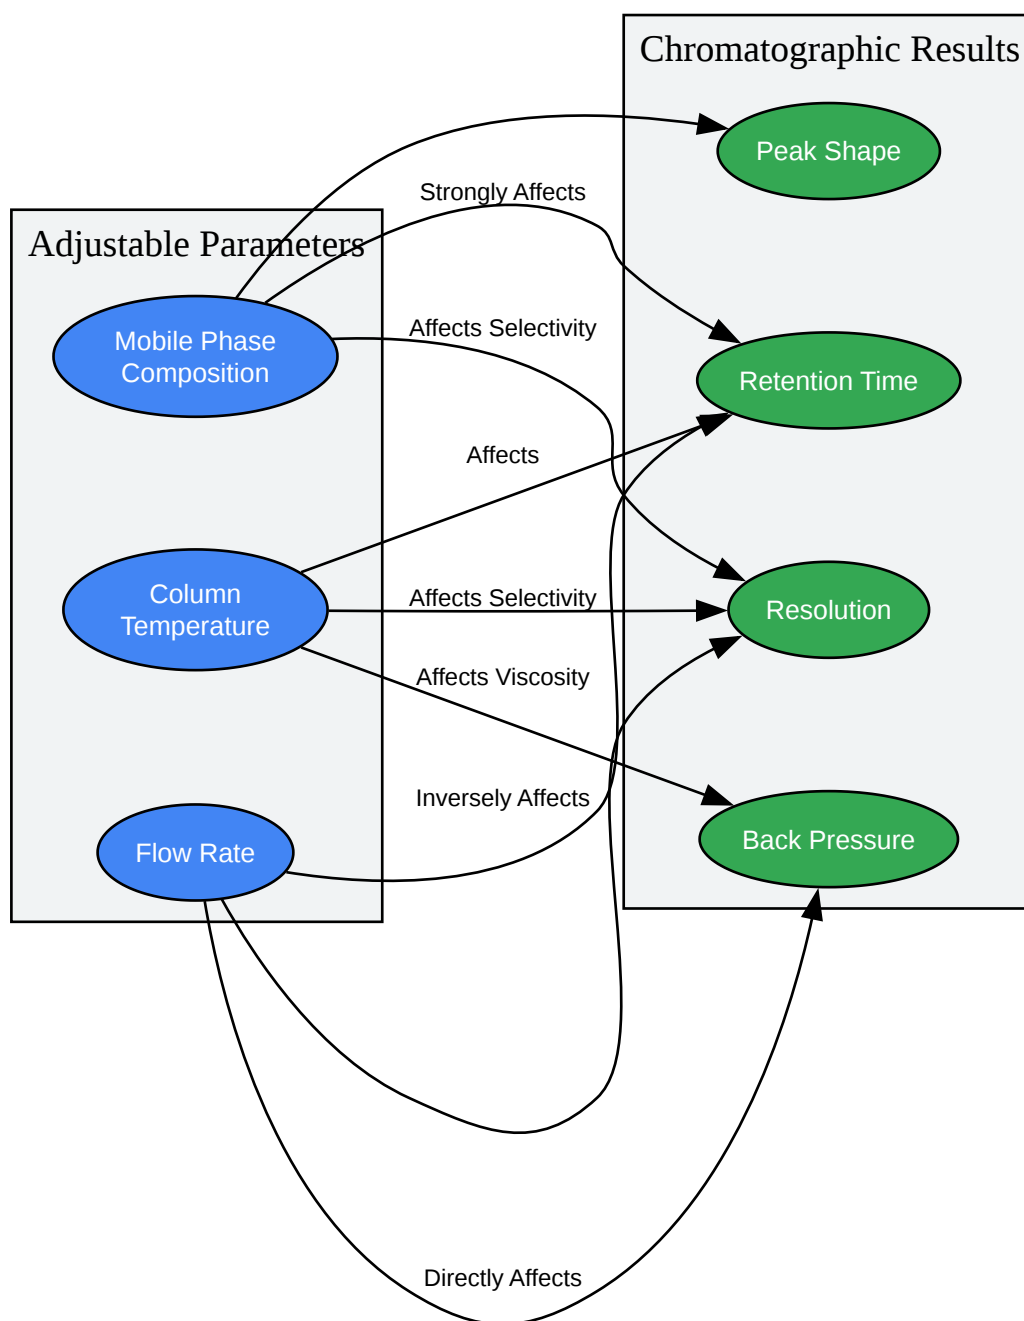 Chromatographic Results
Peak Shape
Strongly Affects
Adjustable Parameters
Mobile Phase
Composition
Affects Selectivity
Retention Time
Affects
Column
Temperature
Affects Selectivity
Resolution
Affects Viscosity
Inversely Affects
Flow Rate
Back Pressure
Directly Affects